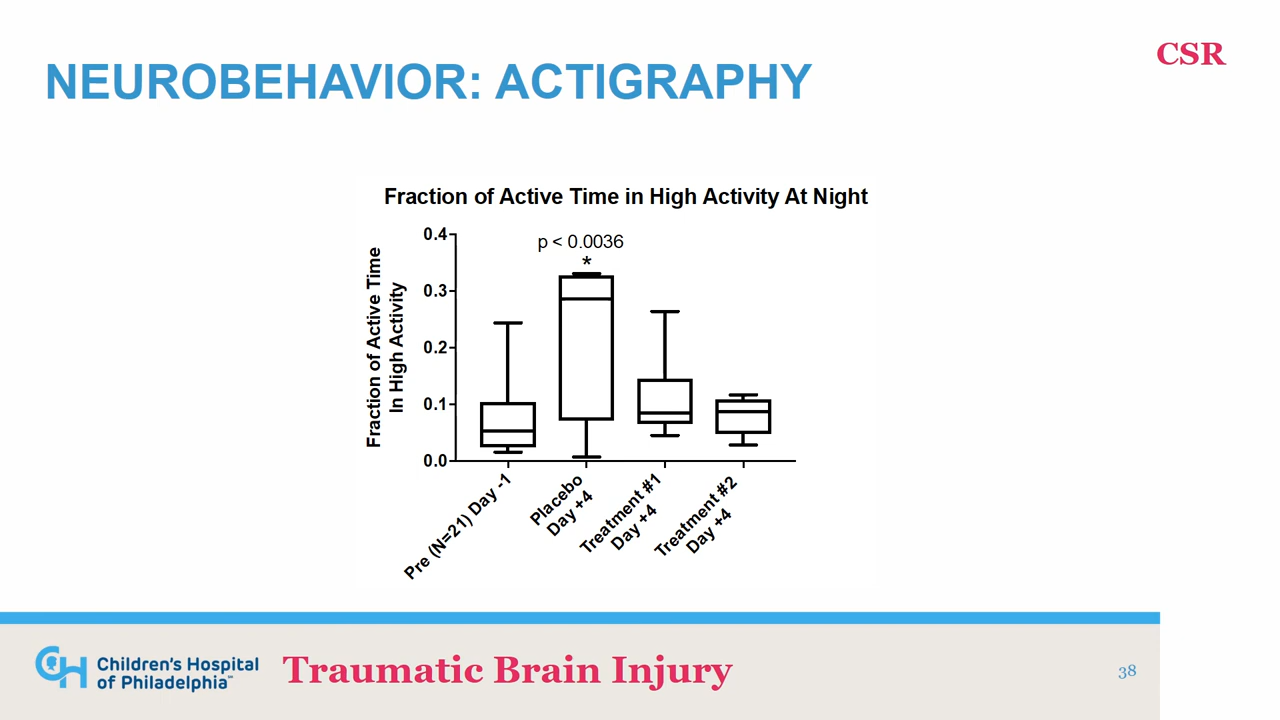 CSR
NEUROBEHAVIOR: ACTIGRAPHY
Fraction of Active Time in High Activity At Night
Fraction of Active Time
In High Activity
0.4
0.3
0.2
0.1
0.0
p < 0.0036
*
Pre (N=21) Day -1
Placebo
Day +4
Treatment #1
Day +4
Treatment #2
Day +4
CH
Children's Hospital
of Philadelphia℠
Traumatic Brain Injury
38